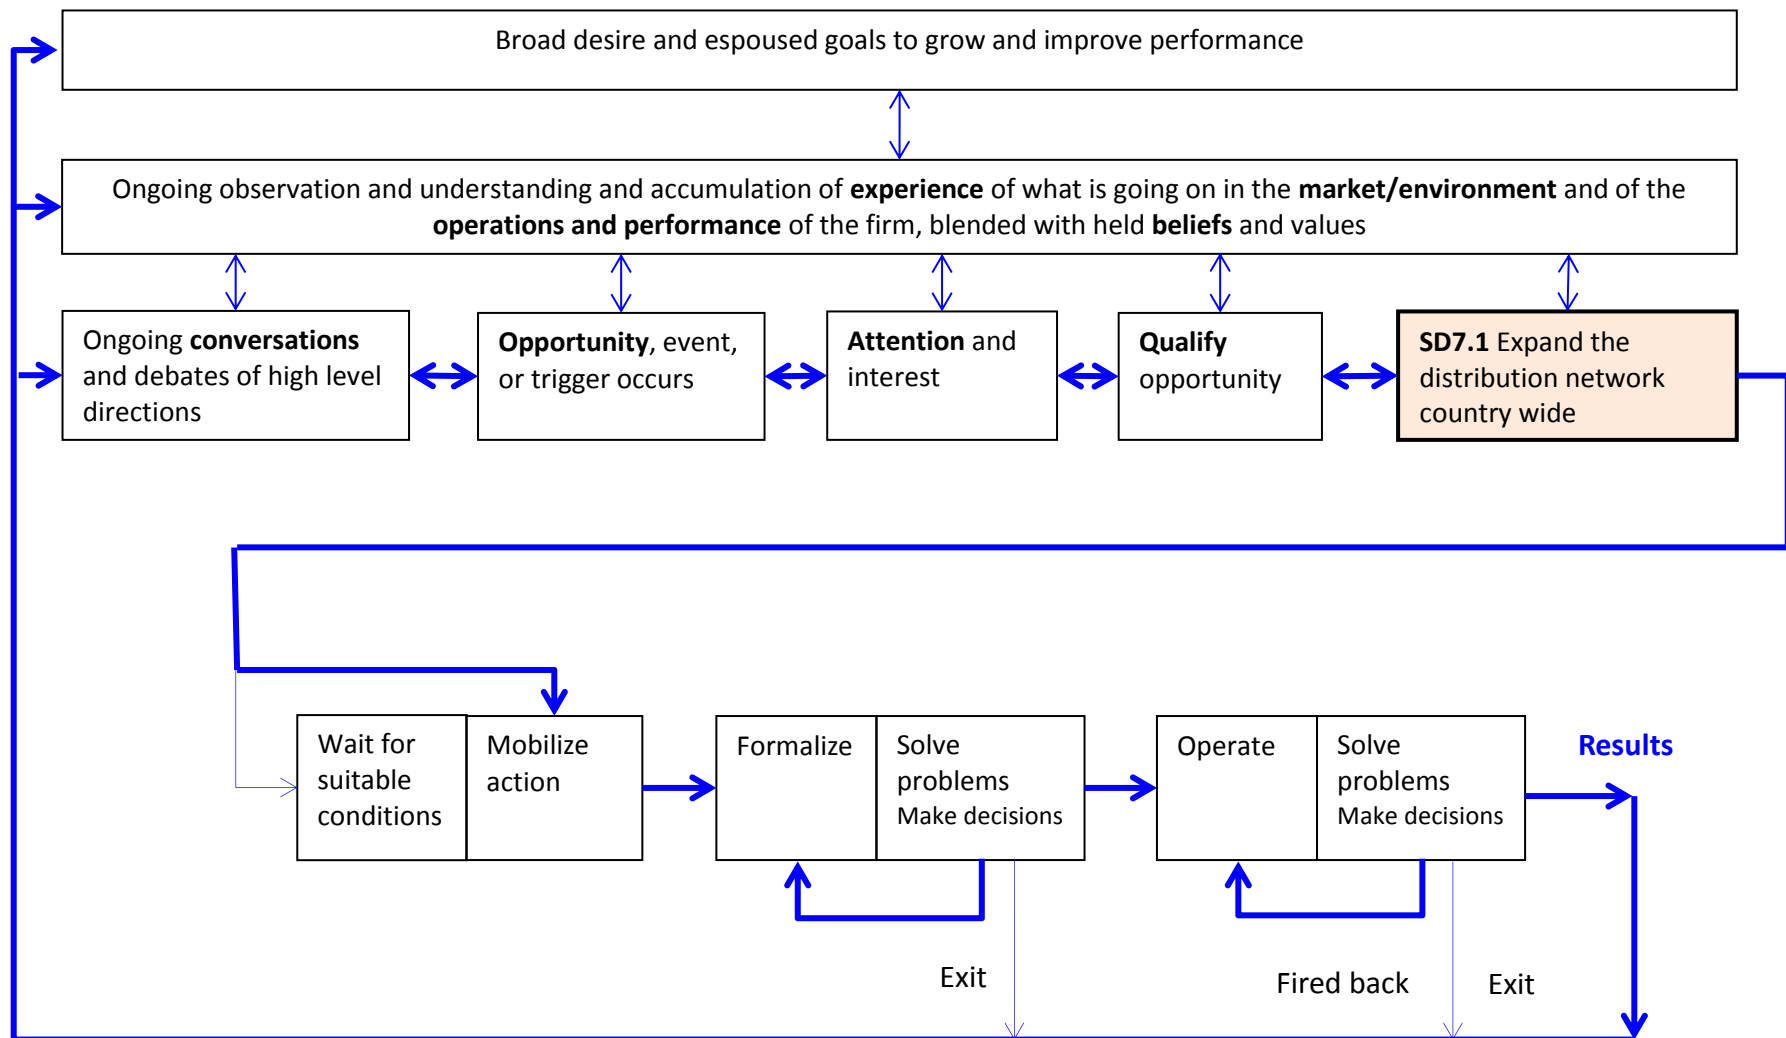 Broad desire and espoused goals to grow and improve performance
Ongoing observation and understanding and accumulation of experience of what is going on in the market/environment and of the
operations and performance of the firm, blended with held beliefs and values
Ongoing conversations
and debates of high level
directions
Opportunity, event,
or trigger occurs
Attention and
interest
Qualify
opportunity
SD7.1 Expand the
distribution network
country wide
Wait for
suitable
conditions
Mobilize
action
Formalize
Solve
problems
Make decisions
Operate
Solve
problems
Make decisions
Results
Exit
Fired back
Exit